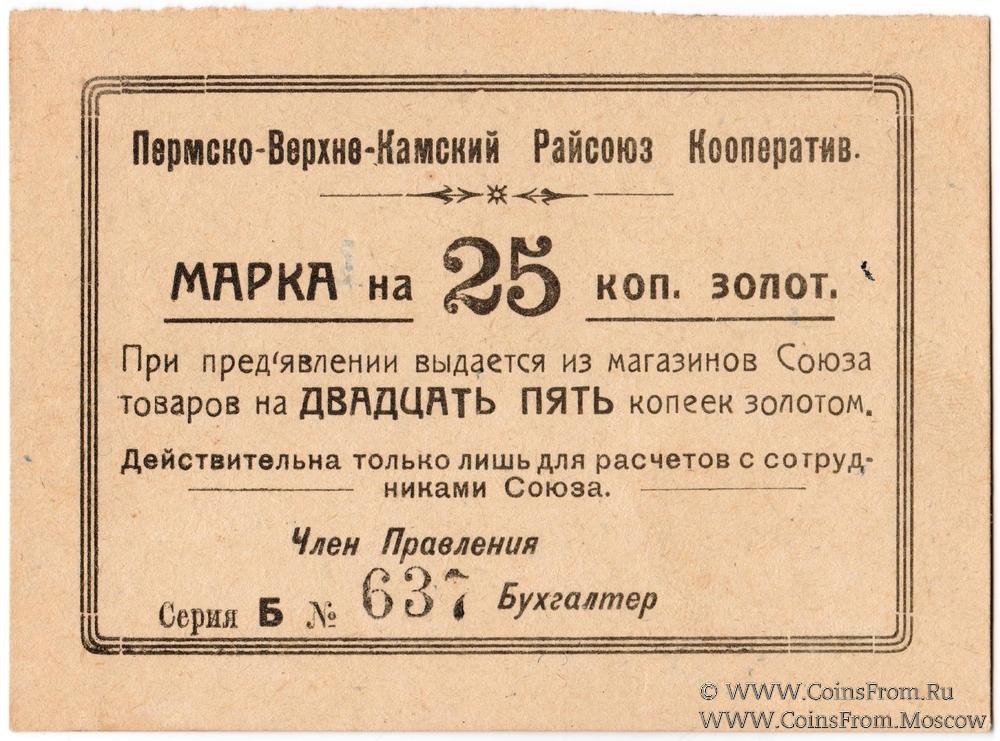 Пермско-Верхне-Камский Райсоюз Кооператив.
МАРКА на 25 коп. золот.
При пред'явлении выдается из магазинов Союза
товаров на ДВАДЦАТЬ ПЯТЬ копеек золотом.
Действительна только лишь для расчетов с сотруд-
никами Союза.
Член Правления
Серия Б № 637 Бухгалтер
© WWW.CoinsFrom.Ru
WWW.CoinsFrom.Moscow